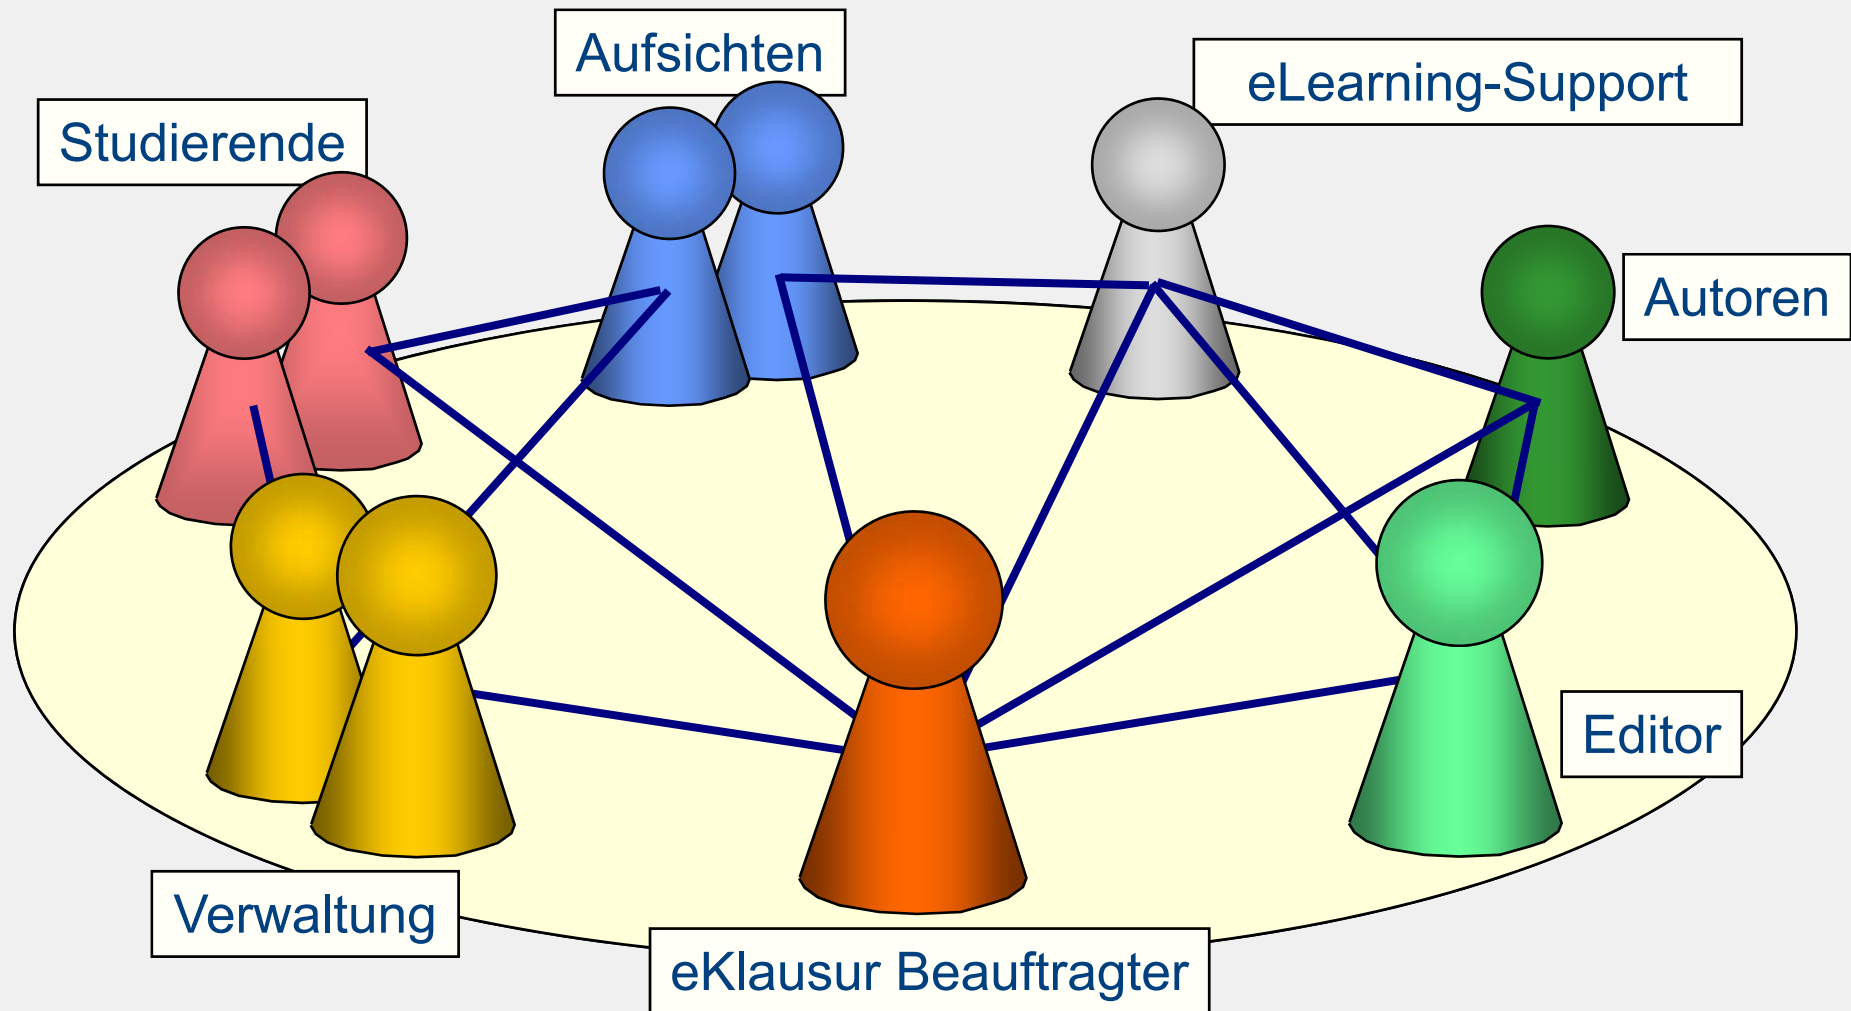 Aufsichten
eLearning-Support
Studierende
Autoren
Editor
Verwaltung
eKlausur Beauftragter